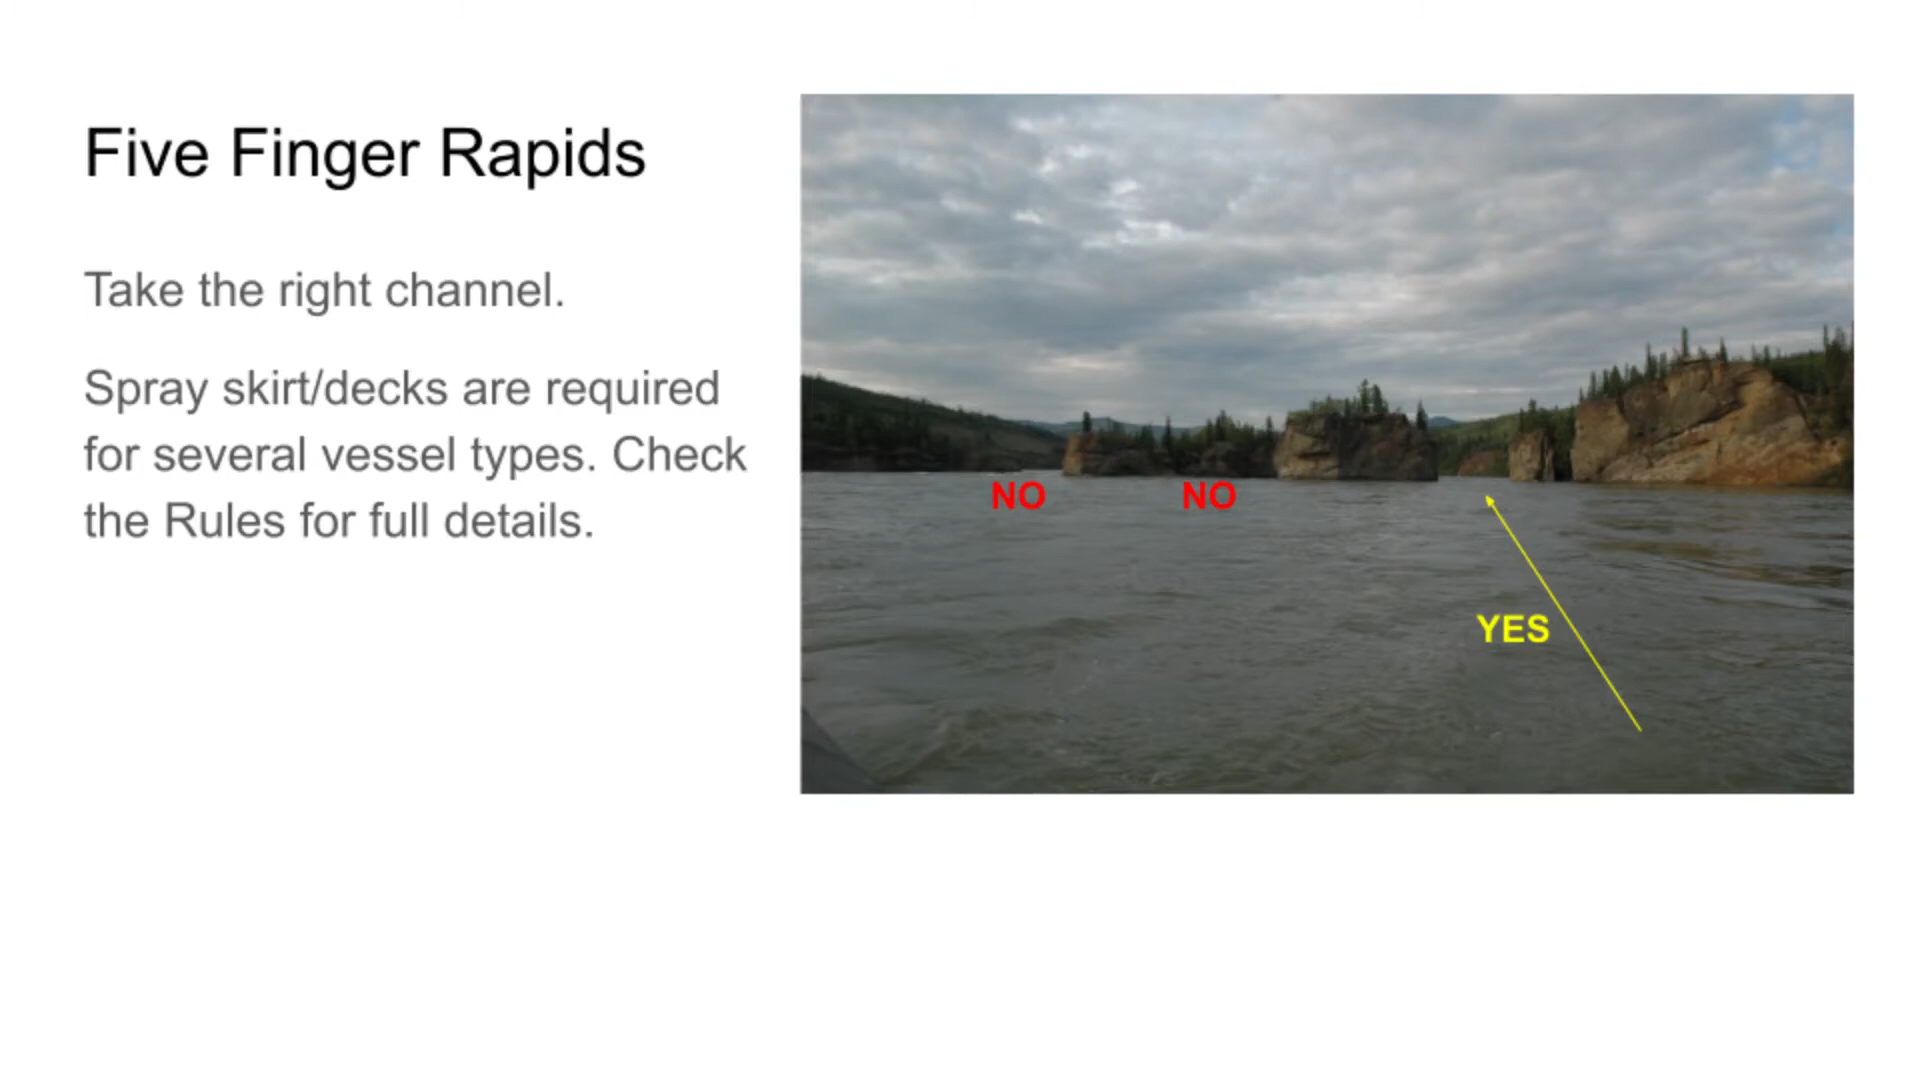 Five Finger Rapids
Take the right channel.
Spray skirt/decks are required
for several vessel types. Check
the Rules for full details.
NO
NO
YES